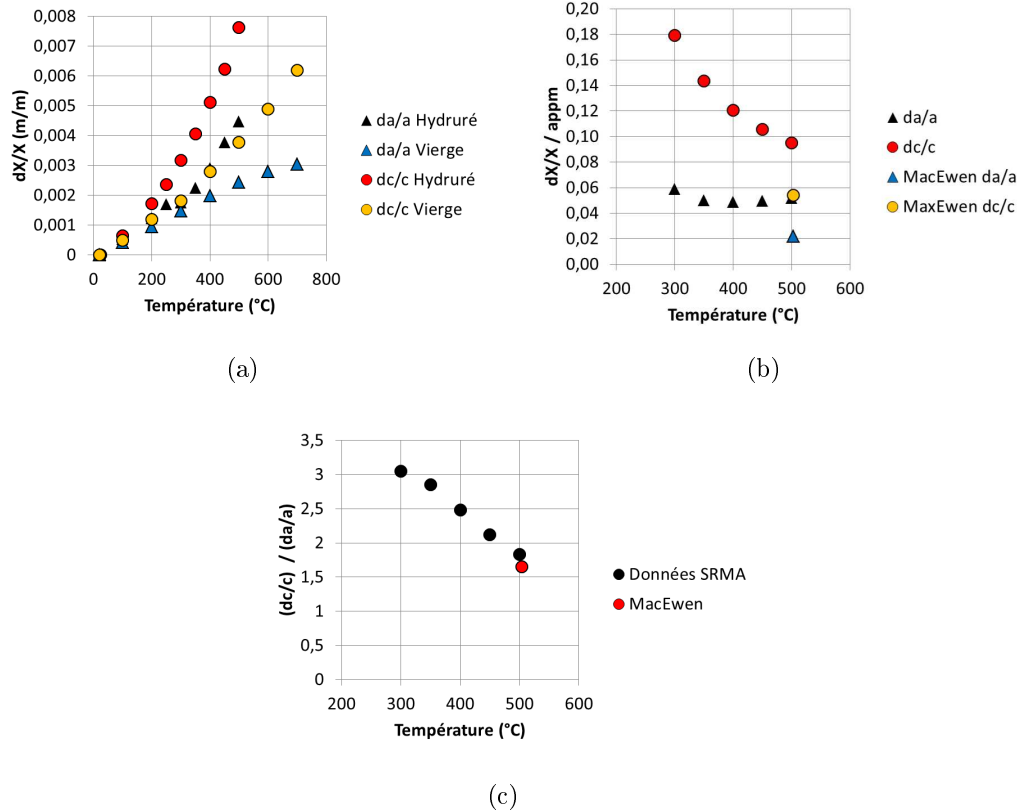 0,008
0,007
0,006
0,005
0,004
0,003
0,002
0,001
0
dX/X (m/m)
0 200 400 600 800
Température (°C)
da/a Hydruré
da/a Vierge
dc/c Hydruré
dc/c Vierge
(a)
0,20
0,18
0,16
0,14
0,12
0,10
0,08
0,06
0,04
0,02
0,00
dX/X / appm
200 300 400 500 600
Température (°C)
da/a
dc/c
MacEwen da/a
MaxEwen dc/c
(b)
3,5
3
2,5
2
1,5
1
0,5
0
(dc/c) / (da/a)
200 300 400 500 600
Température (°C)
Données SRMA
MacEwen
(c)